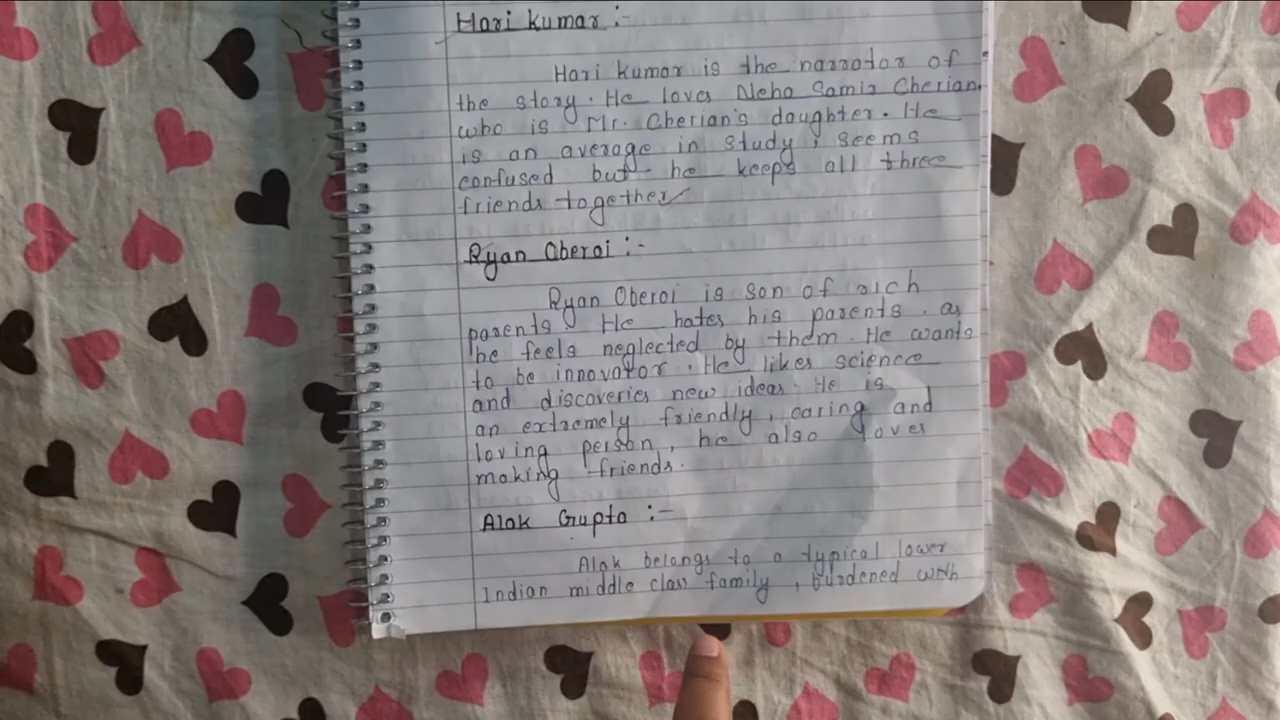 Hari kumar :-
Hari kumar is the narrator of
the story. He loves Neha Samir Cherian.
who is Mr. Cherian's daughter. He
is an average in study, seems
confused but he keeps all three
friends together
Ryan Oberoi :-
Ryan Oberoi is son of rich
parents. He hates his parents. as
he feels neglected by them. He wants
to be innovator. He likes science
and discoveries new ideas. He is
an extremely friendly, caring and
loving person, he also loves
making friends.
Alok Gupta :-
Alok belongs to a typical lower
Indian middle class family, burdened with